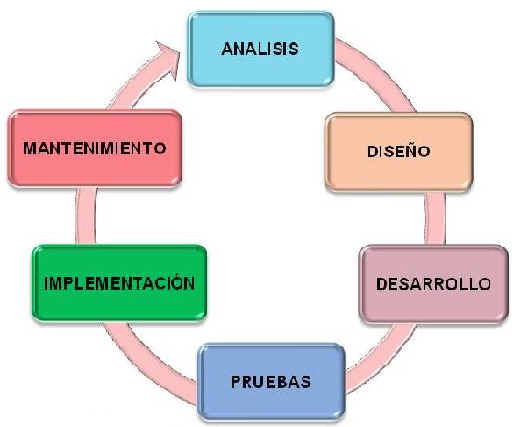 ANALISIS
DISEÑO
DESARROLLO
PRUEBAS
IMPLEMENTACIÓN
MANTENIMIENTO